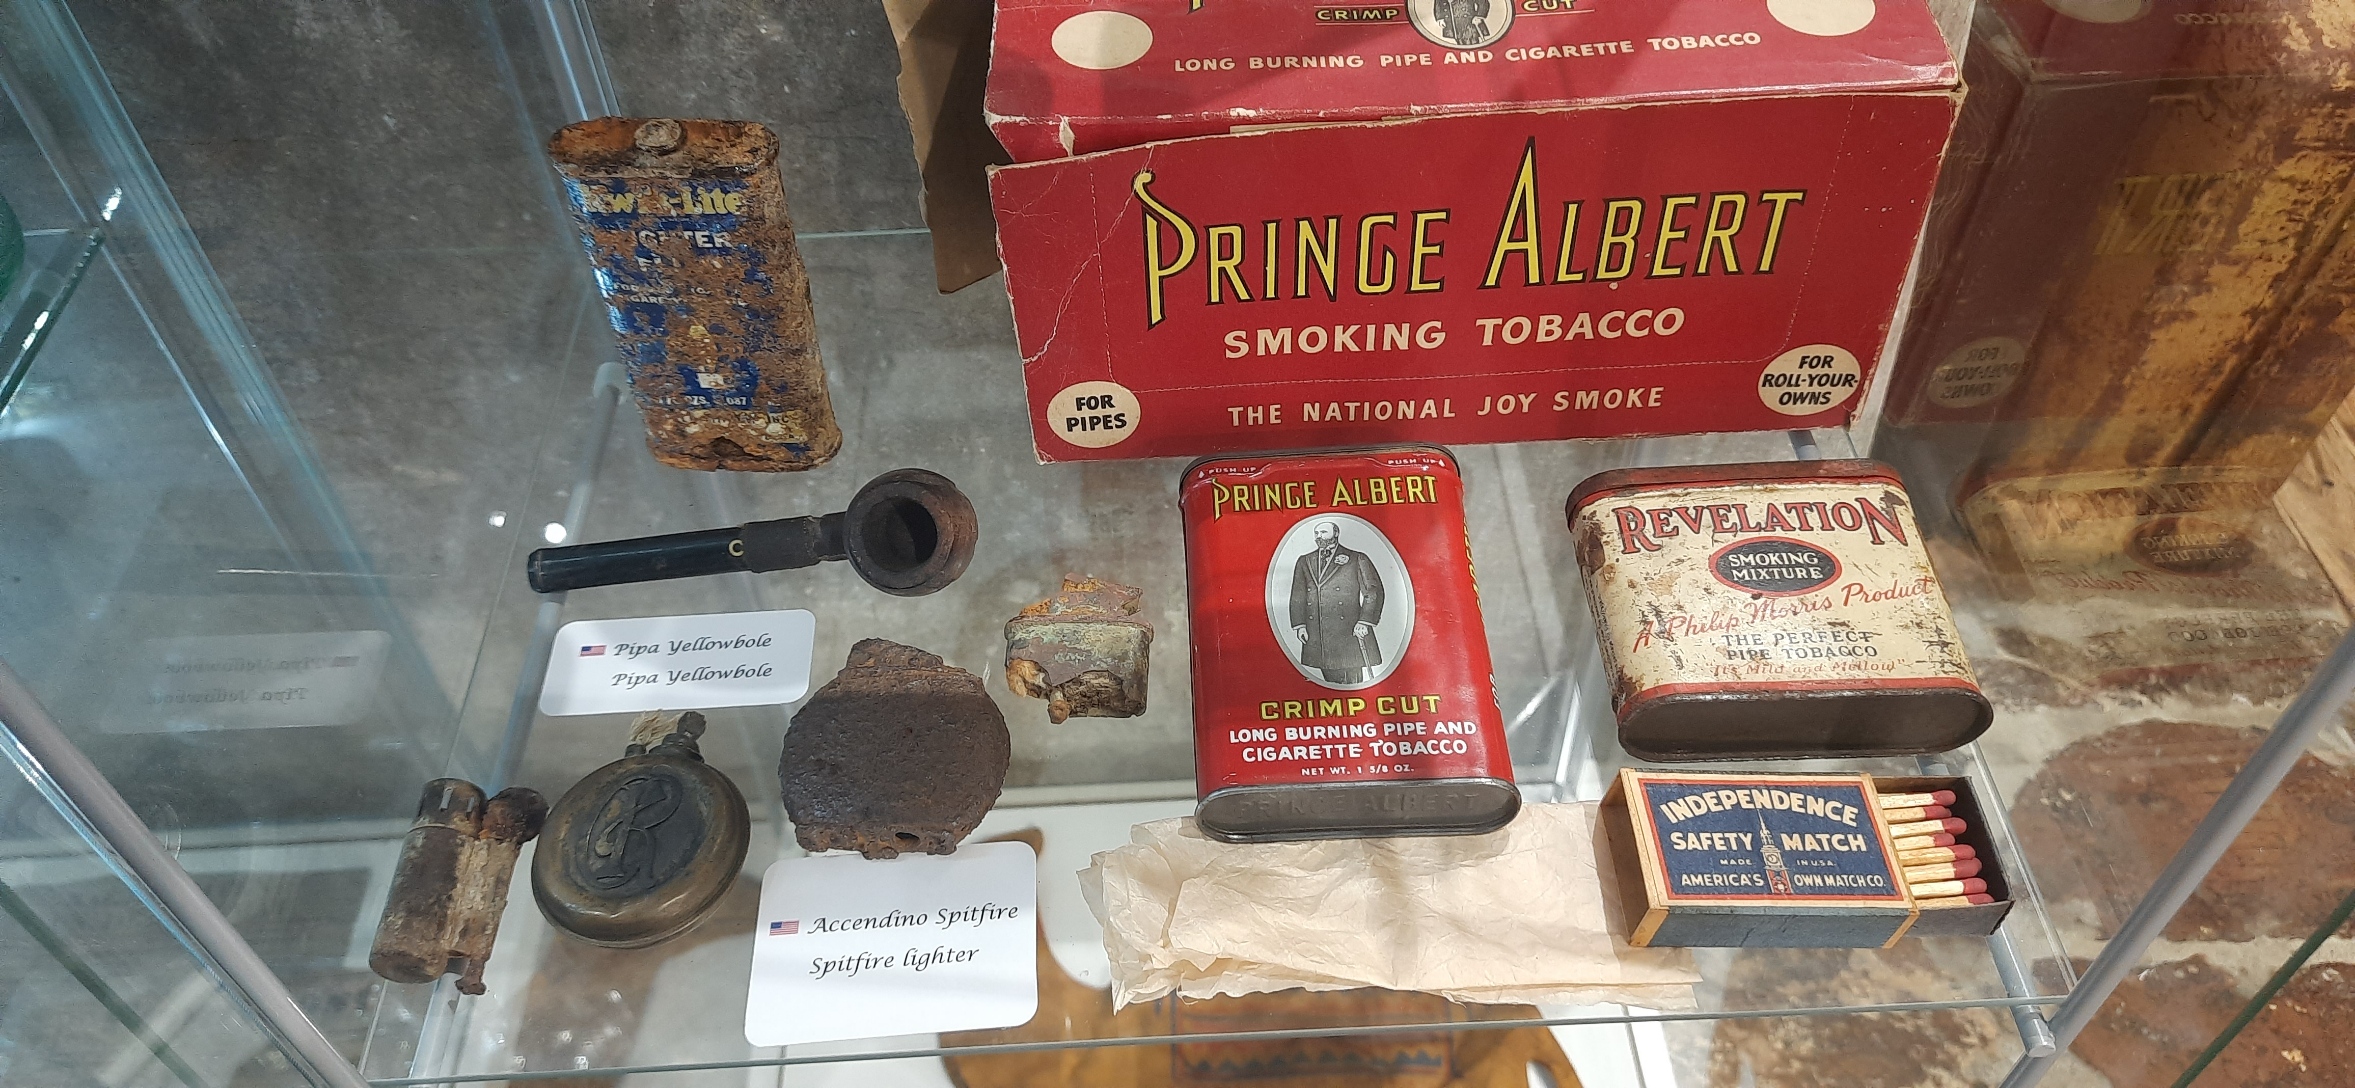 CRIMP CUT
LONG BURNING PIPE AND CIGARETTE TOBACCO
PRINCE ALBERT
SMOKING TOBACCO
FOR
PIPES
THE NATIONAL JOY SMOKE
FOR
ROLL-YOUR-
OWNS
PUSH UP PUSH UP
PRINCE ALBERT
CRIMP CUT
LONG BURNING PIPE AND
CIGARETTE TOBACCO
NET WT. 1 5/8 OZ.
PRINCE ALBERT
REVELATION
SMOKING
MIXTURE
A Philip Morris Product
THE PERFECT
PIPE TOBACCO
"It's Mild and Mellow"
INDEPENDENCE
SAFETY MATCH
MADE IN U.S.A.
AMERICA'S OWN MATCH CO.
C
Pipa Yellowbole
Pipa Yellowbole
Accendino Spitfire
Spitfire lighter